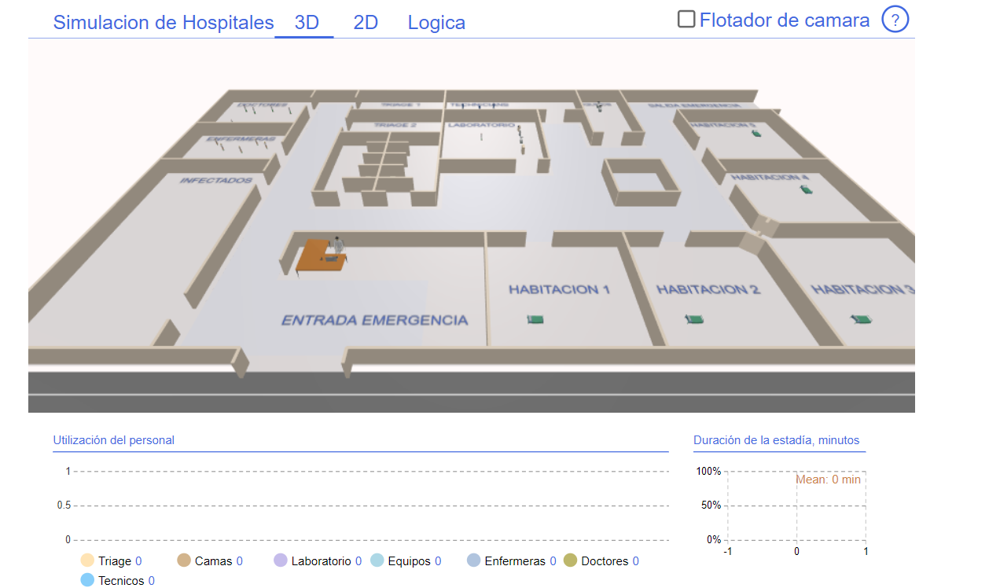 Simulacion de Hospitales 3D 2D Logica Flotador de camara ?
DOCTORES TRIAGE 1 TECHNICIANS SALIDA EMERGENCIA
TRIAGE 2 LABORATORIO HABITACION 5
ENFERMERAS
INFECTADOS HABITACION 4
HABITACION 1 HABITACION 2 HABITACION 3
ENTRADA EMERGENCIA
Utilización del personal
1
0.5
0
Triage 0 Camas 0 Laboratorio 0 Equipos 0 Enfermeras 0 Doctores 0
Tecnicos 0
Duración de la estadía, minutos
100%
Mean: 0 min
50%
0%
-1 0 1